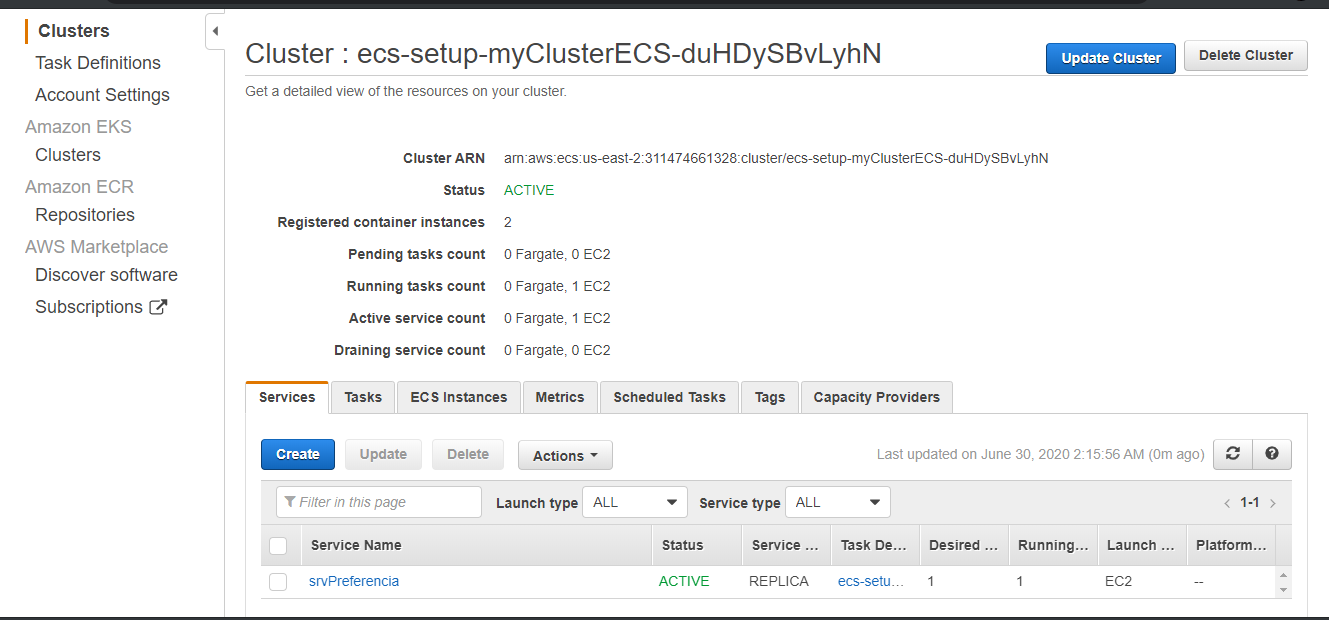 Clusters
Task Definitions
Account Settings
Amazon EKS
Clusters
Amazon ECR
Repositories
AWS Marketplace
Discover software
Subscriptions
Cluster : ecs-setup-myClusterECS-duHDySBvLyhN
Update Cluster Delete Cluster
Get a detailed view of the resources on your cluster.
Cluster ARN arn:aws:ecs:us-east-2:311474661328:cluster/ecs-setup-myClusterECS-duHDySBvLyhN
Status ACTIVE
Registered container instances 2
Pending tasks count 0 Fargate, 0 EC2
Running tasks count 0 Fargate, 1 EC2
Active service count 0 Fargate, 1 EC2
Draining service count 0 Fargate, 0 EC2
Services Tasks ECS Instances Metrics Scheduled Tasks Tags Capacity Providers
Create Update Delete Actions Last updated on June 30, 2020 2:15:56 AM (0m ago) ?
Filter in this page Launch type ALL Service type ALL < 1-1 >
Service Name Status Service ... Task De... Desired ... Running... Launch ... Platform...
srvPreferencia ACTIVE REPLICA ecs-setu... 1 1 EC2 --